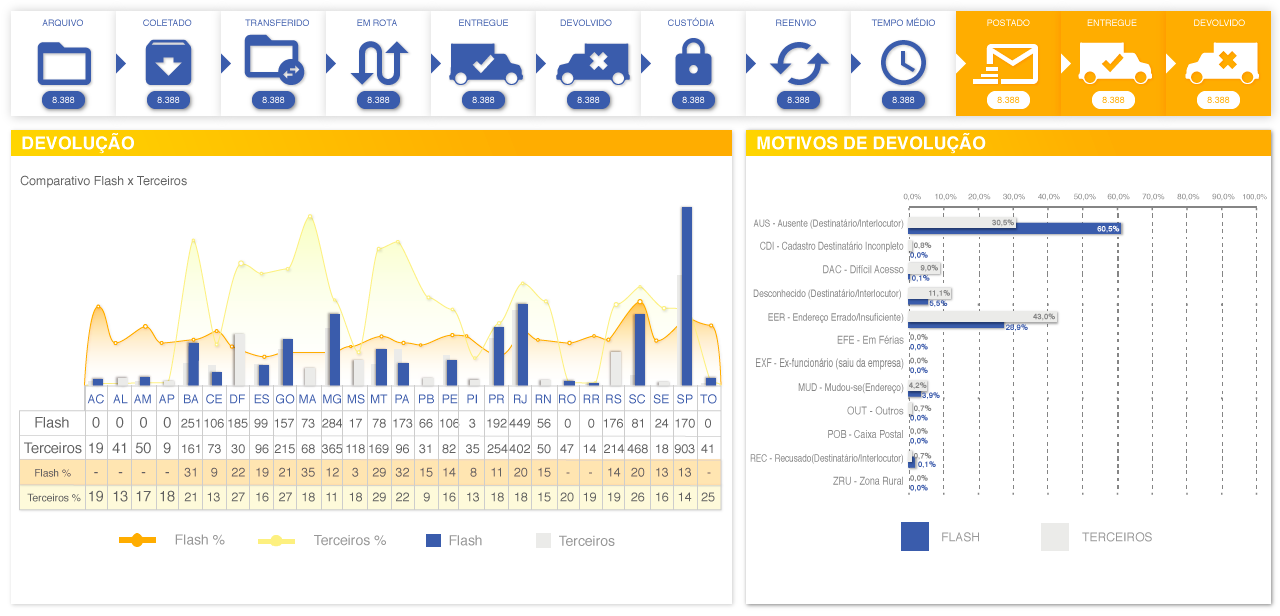 ARQUIVO COLETADO TRANSFERIDO EM ROTA ENTREGUE DEVOLVIDO CUSTÓDIA REENVIO TEMPO MÉDIO POSTADO ENTREGUE DEVOLVIDO
8.388 8.388 8.388 8.388 8.388 8.388 8.388 8.388 8.388 8.388 8.388 8.388
DEVOLUÇÃO
Comparativo Flash x Terceiros
AC AL AM AP BA CE DF ES GO MA MG MS MT PA PB PE PI PR RJ RN RO RR RS SC SE SP TO
Flash 0 0 0 0 251 106 185 99 157 73 284 17 78 173 66 106 3 192 449 56 0 0 176 81 24 170 0
Terceiros 19 41 50 9 161 73 30 96 215 68 365 118 169 96 31 82 35 254 402 50 47 14 214 468 18 903 41
Flash % - - - - 31 9 22 19 21 35 12 3 29 32 15 14 8 11 20 15 - - 14 20 13 13 -
Terceiros % 19 13 17 18 21 13 27 16 27 18 11 18 29 22 9 16 13 18 18 15 20 19 19 26 16 14 25
Flash % Terceiros % Flash Terceiros
MOTIVOS DE DEVOLUÇÃO
0,0% 10,0% 20,0% 30,0% 40,0% 50,0% 60,0% 70,0% 80,0% 90,0% 100,0%
AUS - Ausente (Destinatário/Interlocutor) 30,5%
60,5%
CDI - Cadastro Destinatário Inconpleto 0,8%
0,0%
DAC - Difícil Acesso 9,0%
0,1%
Desconhecido (Destinatário/Interlocutor) 11,1%
5,5%
EER - Endereço Errado/Insuficiente) 43,0%
28,9%
EFE - Em Férias 0,0%
0,0%
EXF - Ex-funcionário (saiu da empresa) 0,0%
0,0%
MUD - Mudou-se(Endereço) 4,2%
3,9%
OUT - Outros 0,7%
0,0%
POB - Caixa Postal 0,0%
0,0%
REC - Recusado(Destinatário/Interlocutor) 0,7%
0,1%
ZRU - Zona Rural 0,0%
0,0%
FLASH TERCEIROS